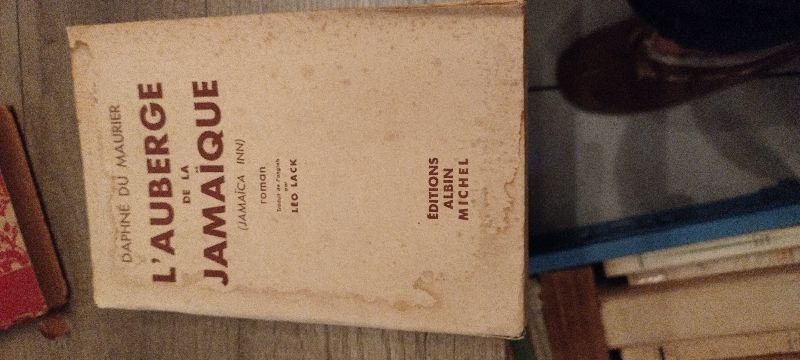 DAPHNÉ DU MAURIER
L'AUBERGE
DE LA
JAMAÏQUE
(JAMAÏCA INN)
roman
traduit de l'anglais
par
LEO LACK
ÉDITIONS
ALBIN
MICHEL